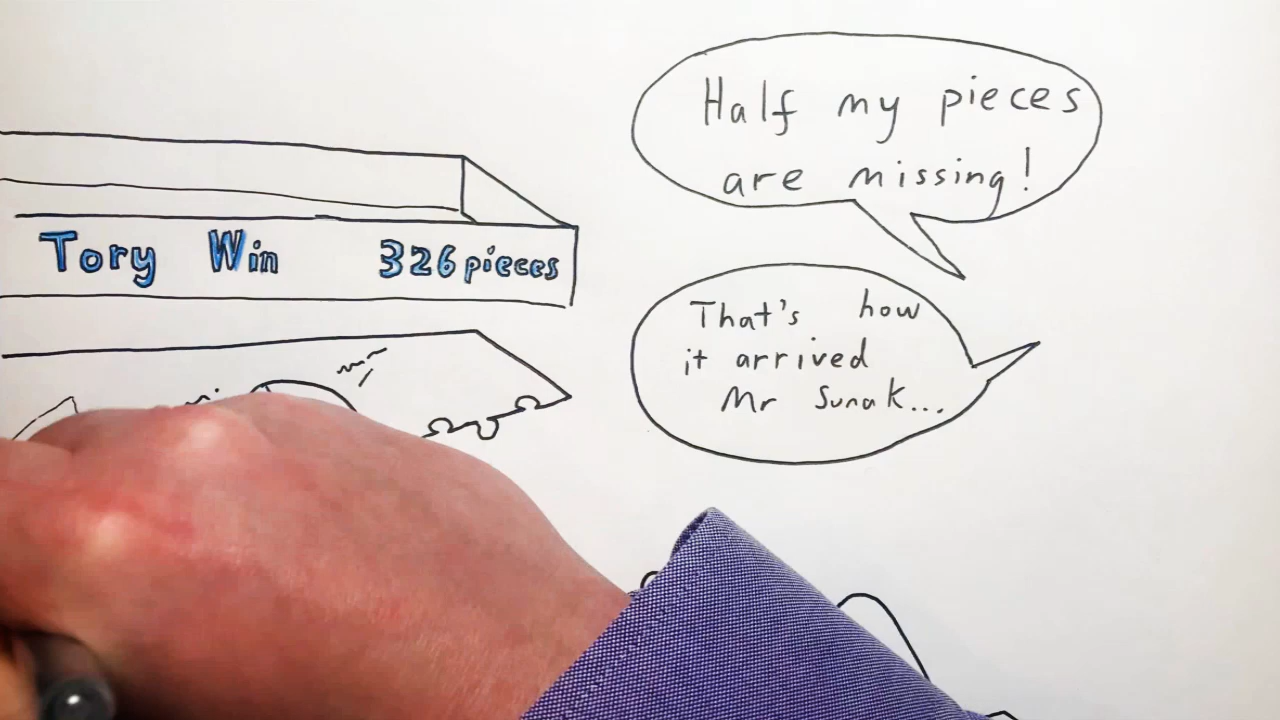 Half my pieces
are missing!
Tory Win 326 pieces
That's how
it arrived
Mr Sunak...